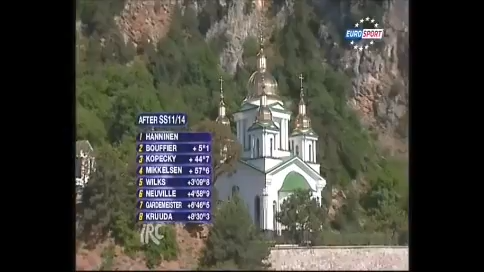 EUROSPORT
AFTER SS11/14
1 HANNINEN
2 BOUFFIER + 5"1
3 KOPECKY + 44"7
4 MIKKELSEN + 57"6
5 WILKS +3'09"8
6 NEUVILLE +4'58"9
7 GARDEMEISTER +6'46"5
8 KRUUDA +8'30"3
IRC